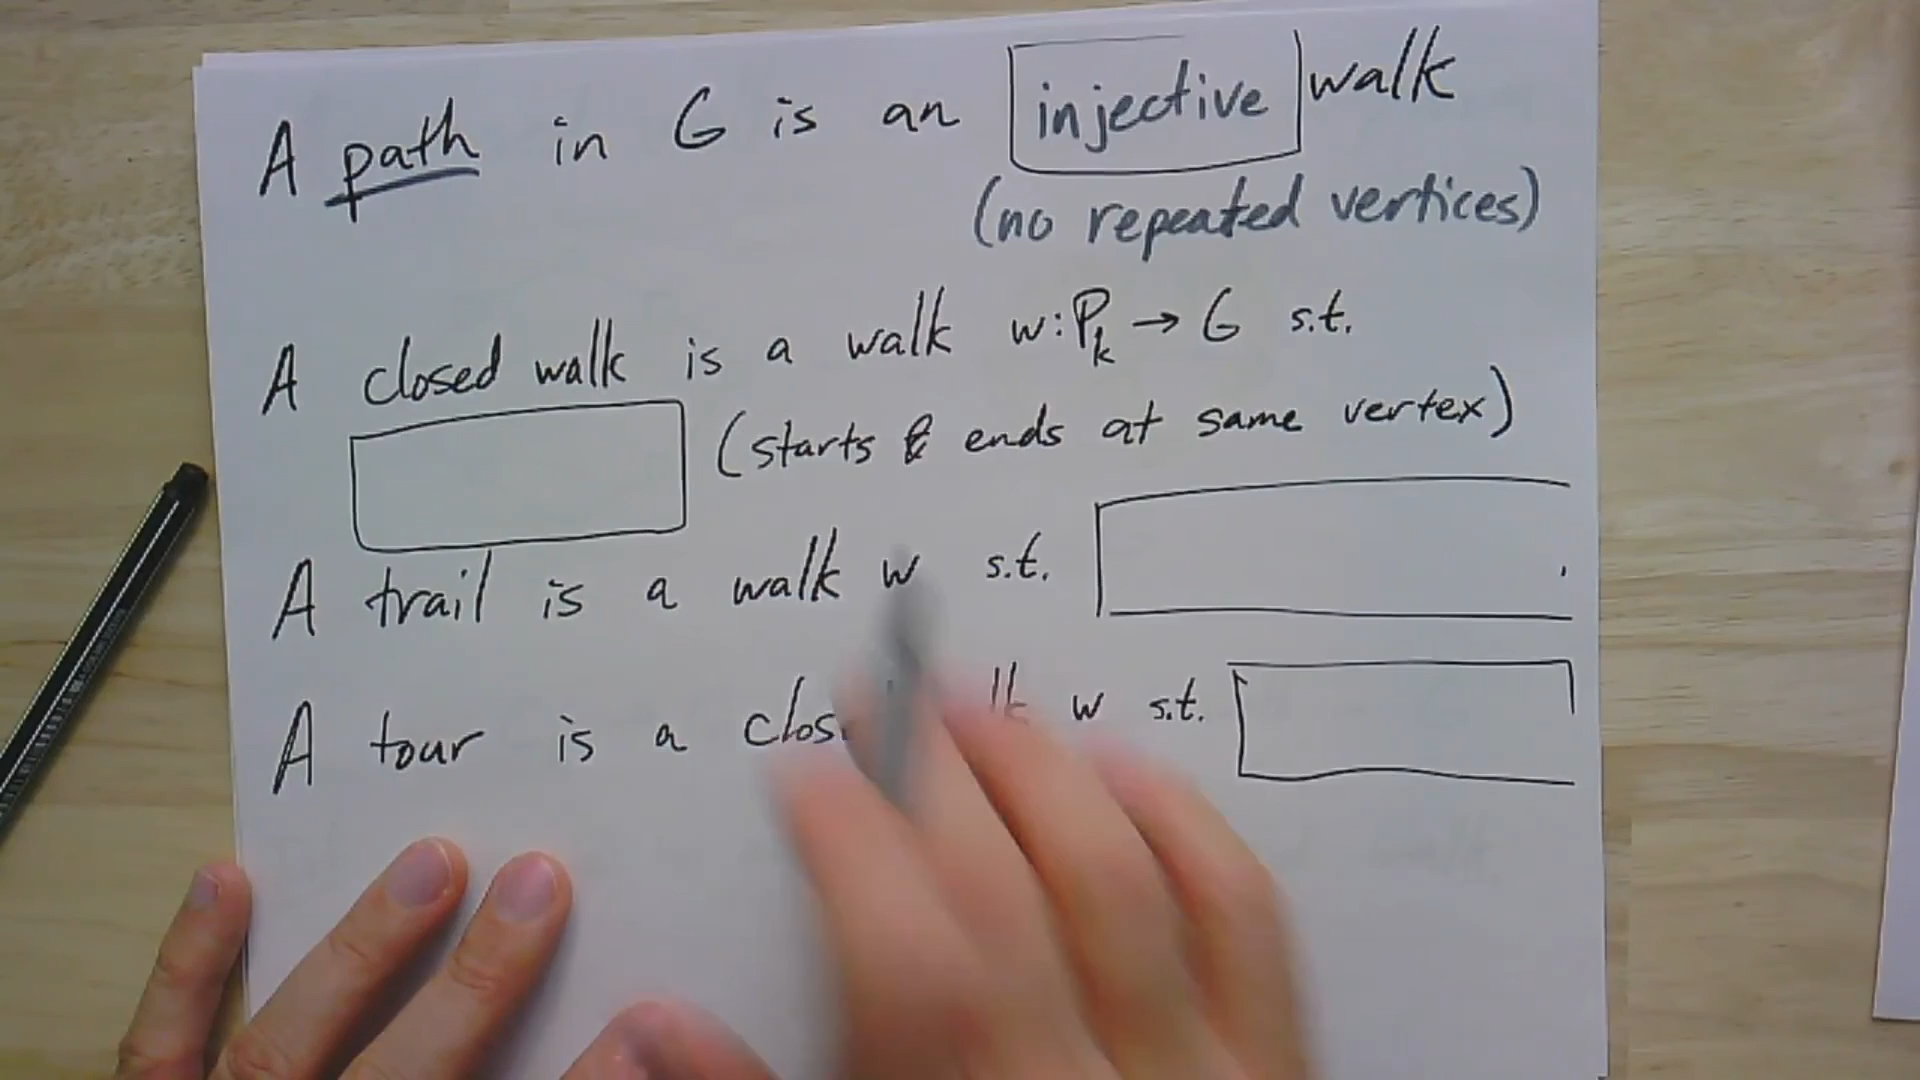 A path in G is an injective walk
(no repeated vertices)
A closed walk is a walk w: Pk → G s.t.
(starts & ends at same vertex)
A trail is a walk w s.t.
A tour is a w s.t.